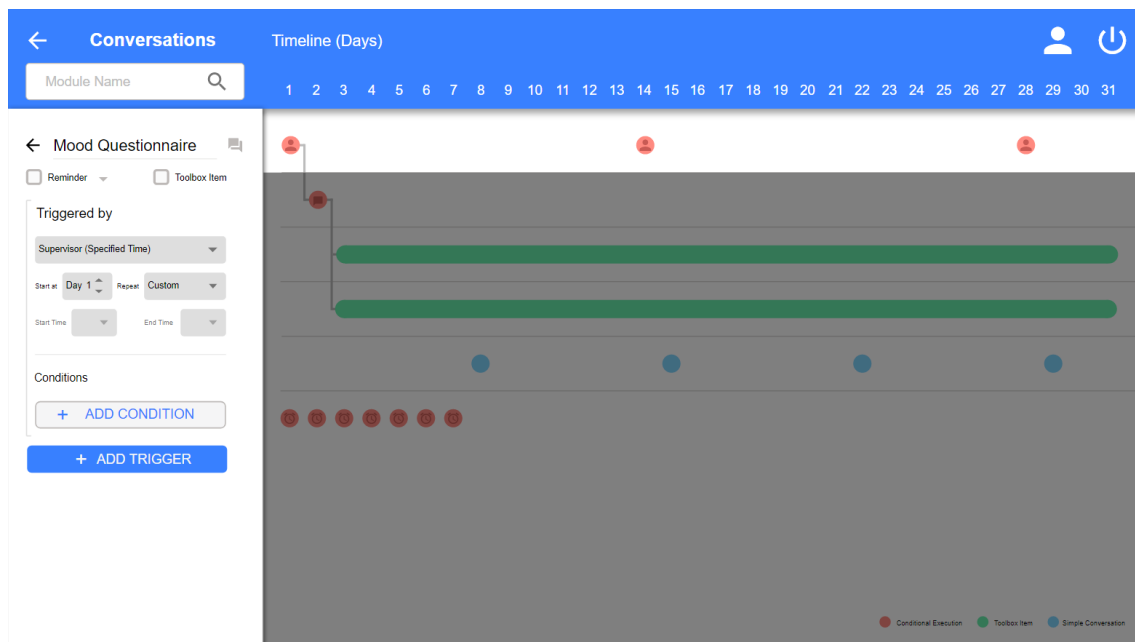 Conversations
Timeline (Days)
Module Name
1 2 3 4 5 6 7 8 9 10 11 12 13 14 15 16 17 18 19 20 21 22 23 24 25 26 27 28 29 30 31
Mood Questionnaire
Reminder Toolbox Item
Triggered by
Supervisor (Specified Time)
Start at Day 1 Repeat Custom
Start Time End Time
Conditions
+ ADD CONDITION
+ ADD TRIGGER
Conditional Execution Toolbox Item Simple Conversation